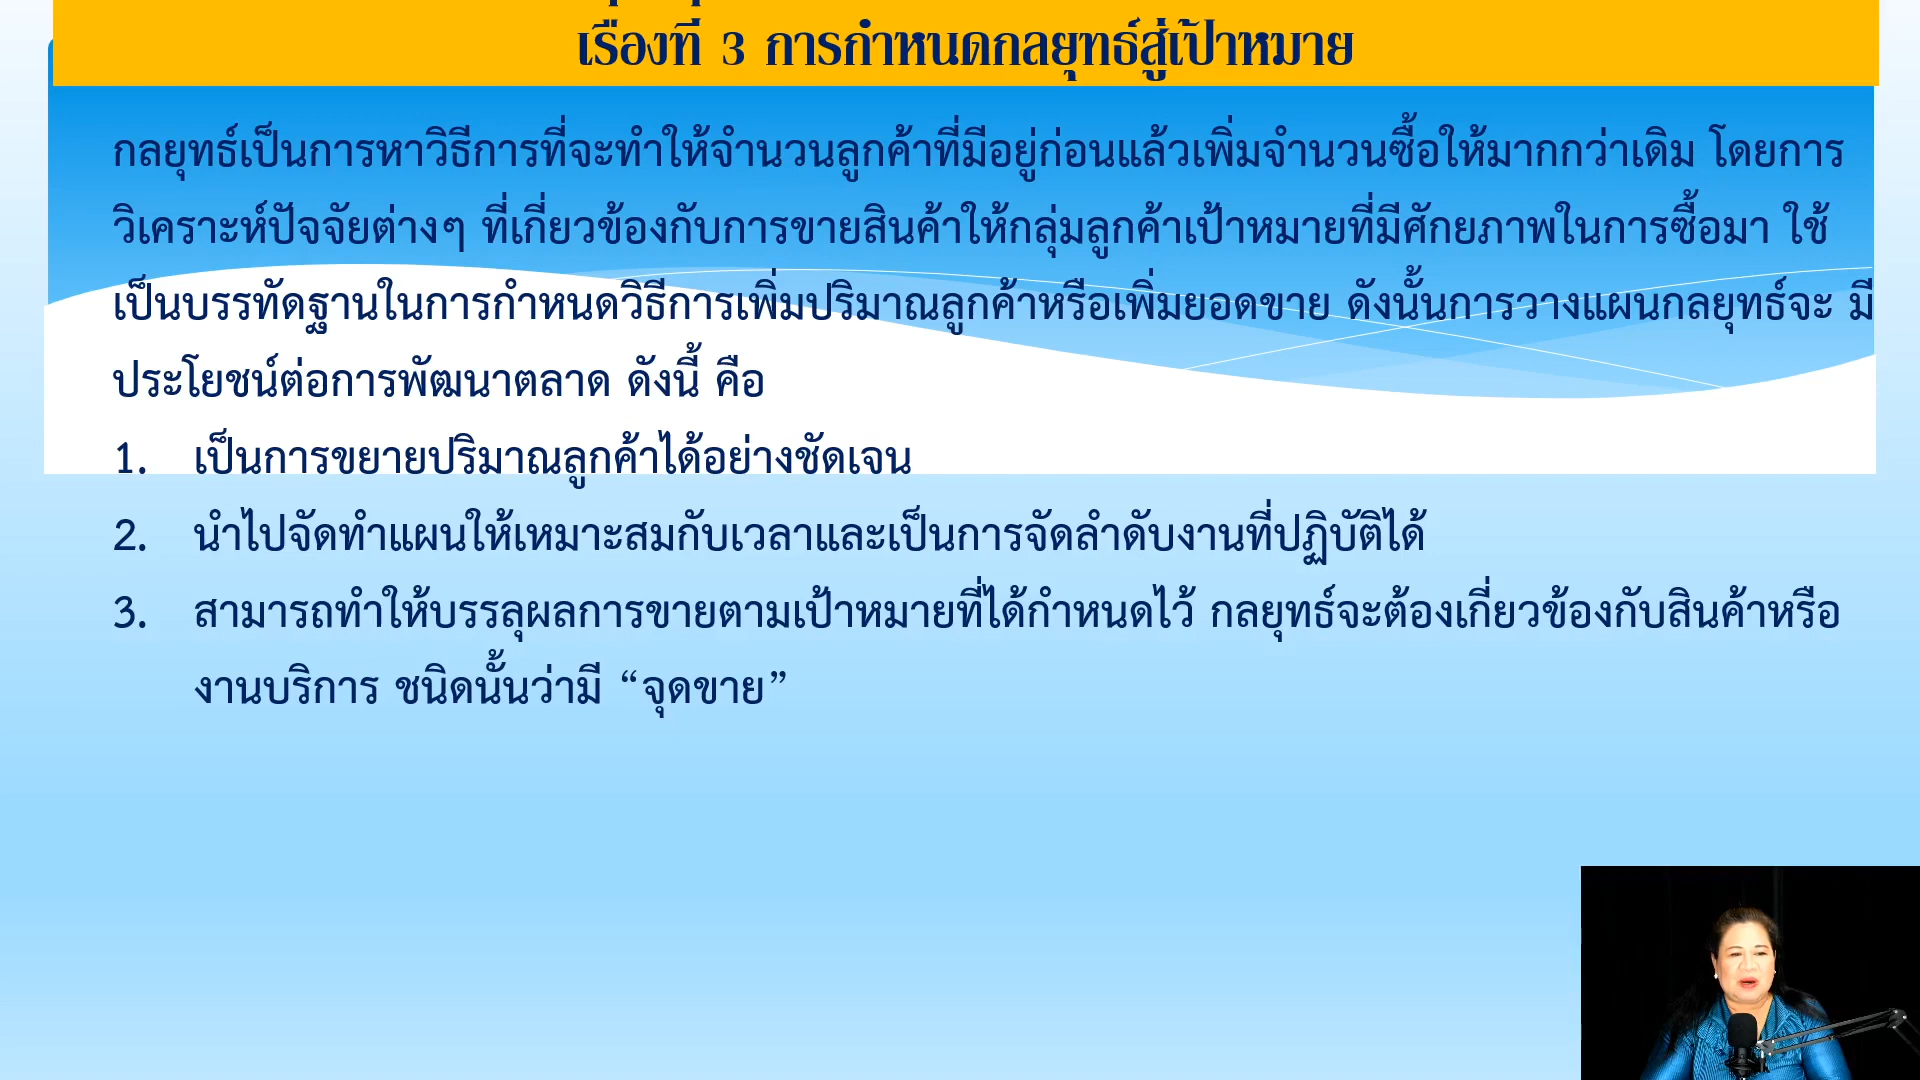 เรื่องที่ 3 การกำหนดกลยุทธ์สู่เป้าหมาย
กลยุทธ์เป็นการหาวิธีการที่จะทำให้จำนวนลูกค้าที่มีอยู่ก่อนแล้วเพิ่มจำนวนซื้อให้มากกว่าเดิม โดยการ
วิเคราะห์ปัจจัยต่างๆ ที่เกี่ยวข้องกับการขายสินค้าให้กลุ่มลูกค้าเป้าหมายที่มีศักยภาพในการซื้อมา ใช้
เป็นบรรทัดฐานในการกำหนดวิธีการเพิ่มปริมาณลูกค้าหรือเพิ่มยอดขาย ดังนั้นการวางแผนกลยุทธ์จะ มี
ประโยชน์ต่อการพัฒนาตลาด ดังนี้ คือ
1. เป็นการขยายปริมาณลูกค้าได้อย่างชัดเจน
2. นำไปจัดทำแผนให้เหมาะสมกับเวลาและเป็นการจัดลำดับงานที่ปฏิบัติได้
3. สามารถทำให้บรรลุผลการขายตามเป้าหมายที่ได้กำหนดไว้ กลยุทธ์จะต้องเกี่ยวข้องกับสินค้าหรือ
งานบริการ ชนิดนั้นว่ามี “จุดขาย”